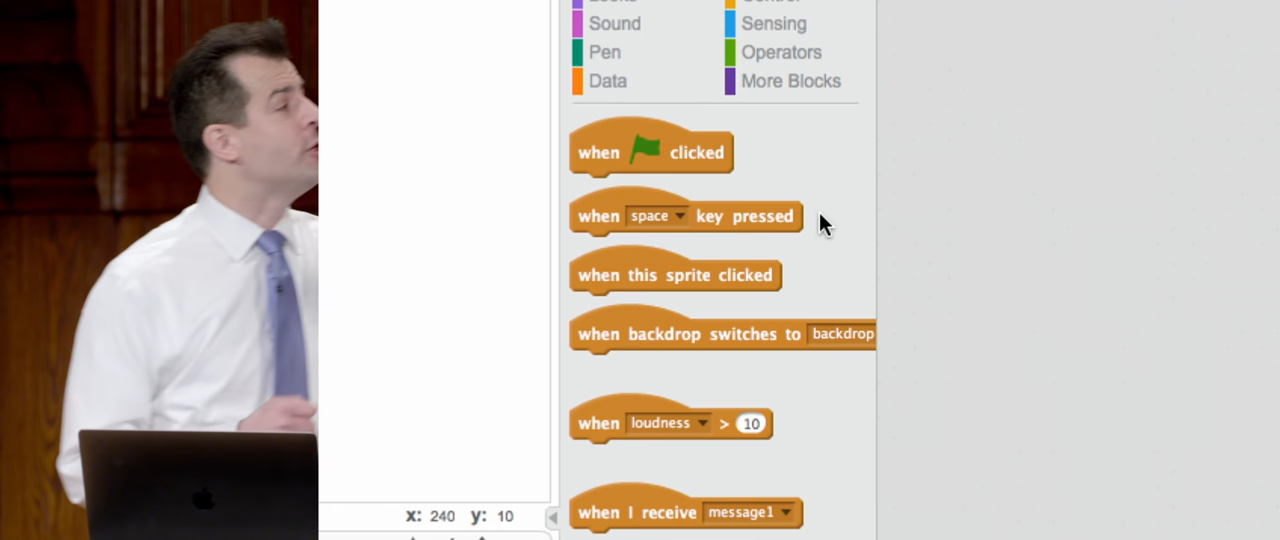 Sound Sensing
Pen Operators
Data More Blocks
when clicked
when space key pressed
when this sprite clicked
when backdrop switches to backdrop
when loudness > 10
when I receive message1
x: 240 y: 10